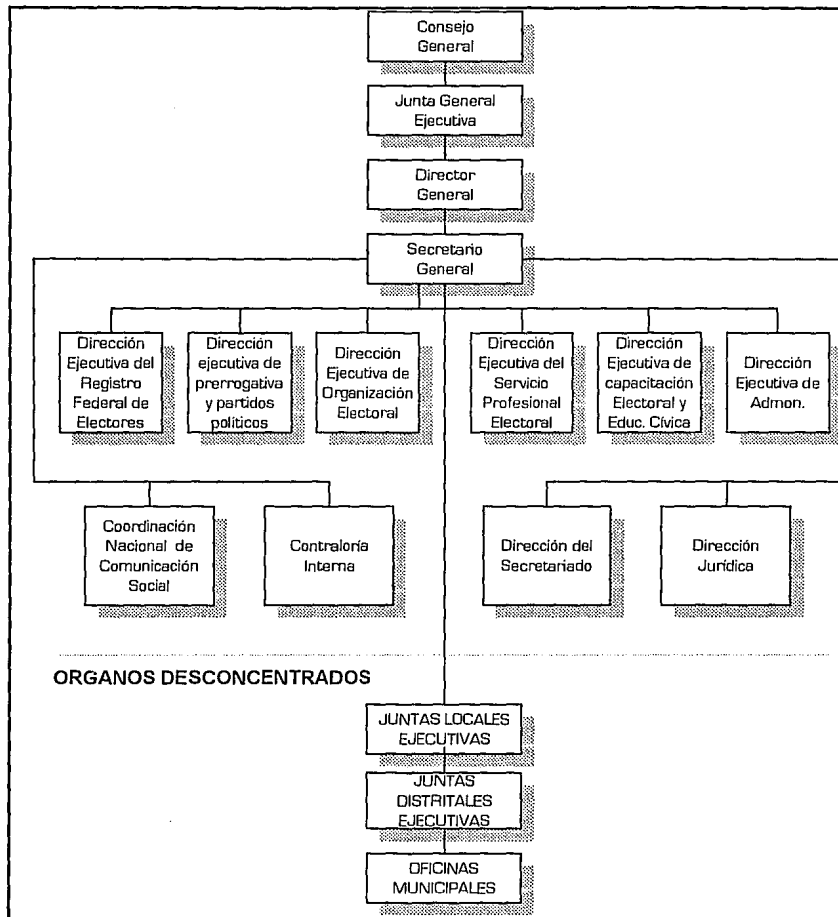 Consejo
General
Junta General
Ejecutiva
Director
General
Secretario
General
Dirección
Ejecutiva del
Registro
Federal de
Electores
Dirección
ejecutiva de
prerrogativa
y partidos
políticos
Dirección
Ejecutiva de
Organización
Electoral
Dirección
Ejecutiva del
Servicio
Profesional
Electoral
Dirección
Ejecutiva de
capacitación
Electoral y
Educ. Cívica
Dirección
Ejecutiva de
Admon.
Coordinación
Nacional de
Comunicación
Social
Contraloría
Interna
Dirección del
Secretariado
Dirección
Jurídica
ORGANOS DESCONCENTRADOS
JUNTAS LOCALES
EJECUTIVAS
JUNTAS
DISTRITALES
EJECUTIVAS
OFICINAS
MUNICIPALES